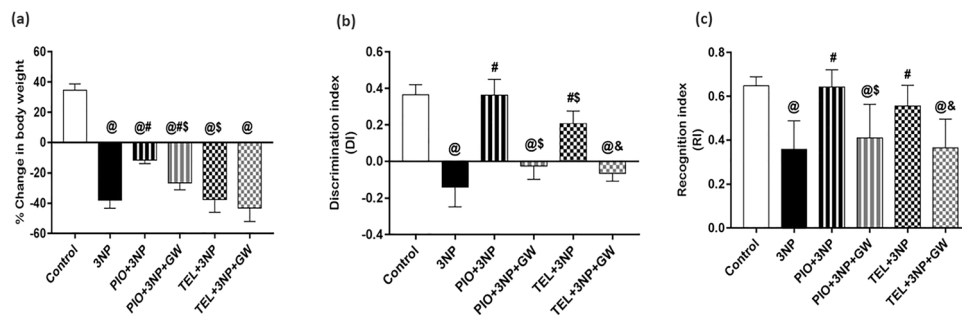 (a)
% Change in body weight
60
40
20
0
-20
-40
-60
@
@#
@#$
@$
@
Control
3NP
PIO+3NP
PIO+3NP+GW
TEL+3NP
TEL+3NP+GW
(b)
Discrimination index
(DI)
0.6
0.4
0.2
0.0
-0.2
-0.4
@
#
@$
#$
@&
Control
3NP
PIO+3NP
PIO+3NP+GW
TEL+3NP
TEL+3NP+GW
(c)
Recognition index
(RI)
0.8
0.6
0.4
0.2
0.0
@
#
@$
#
@&
Control
3NP
PIO+3NP
PIO+3NP+GW
TEL+3NP
TEL+3NP+GW